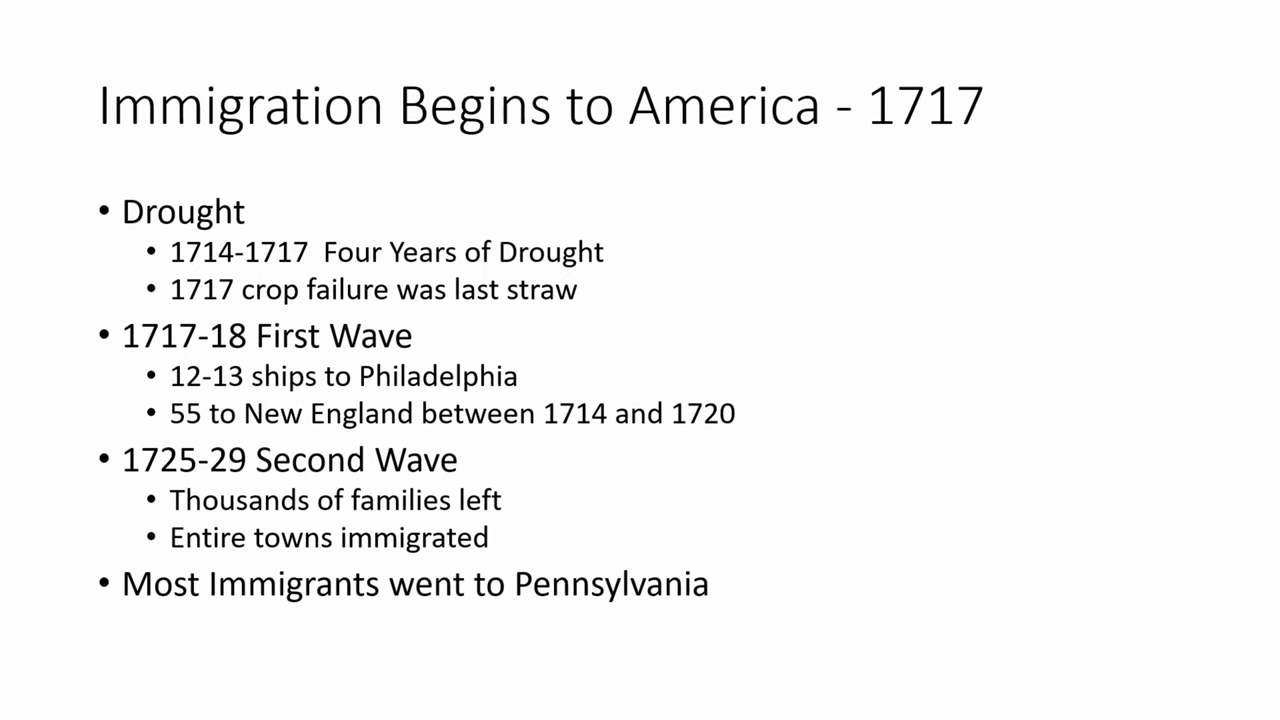 Immigration Begins to America - 1717
• Drought
• 1714-1717  Four Years of Drought
• 1717 crop failure was last straw
• 1717-18 First Wave
• 12-13 ships to Philadelphia
• 55 to New England between 1714 and 1720
• 1725-29 Second Wave
• Thousands of families left
• Entire towns immigrated
• Most Immigrants went to Pennsylvania